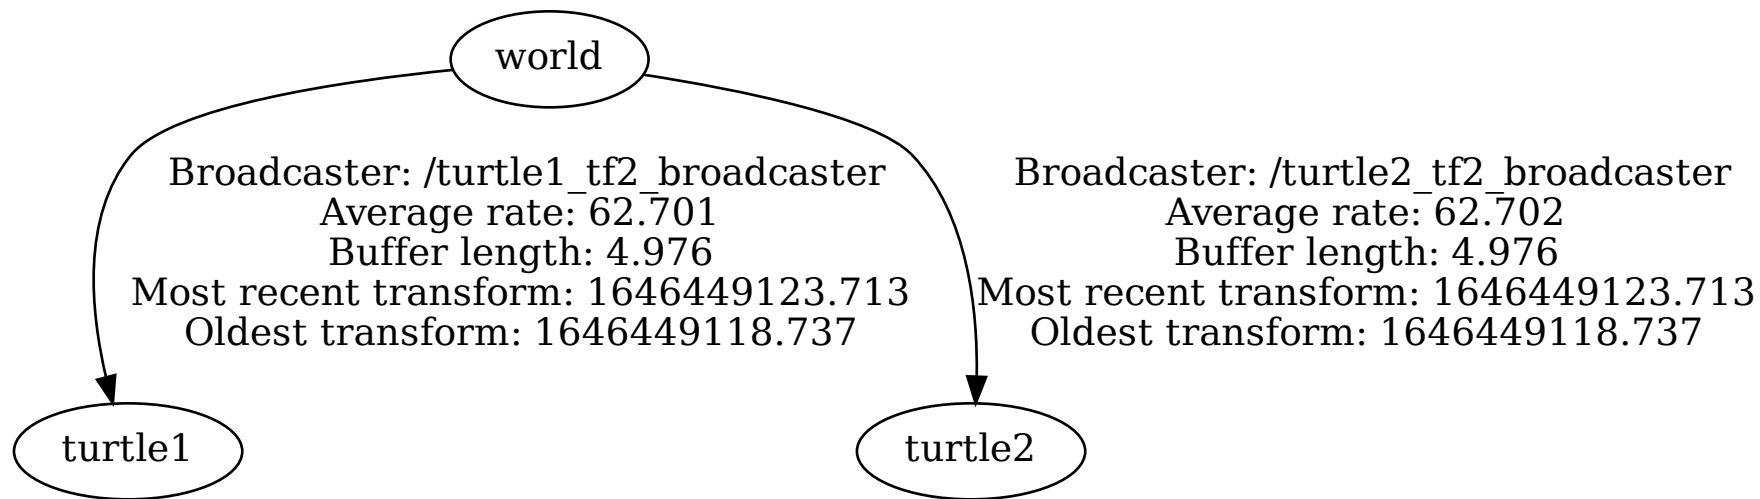 world
Broadcaster: /turtle1_tf2_broadcaster
Average rate: 62.701
Buffer length: 4.976
Most recent transform: 1646449123.713
Oldest transform: 1646449118.737
Broadcaster: /turtle2_tf2_broadcaster
Average rate: 62.702
Buffer length: 4.976
Most recent transform: 1646449123.713
Oldest transform: 1646449118.737
turtle1
turtle2